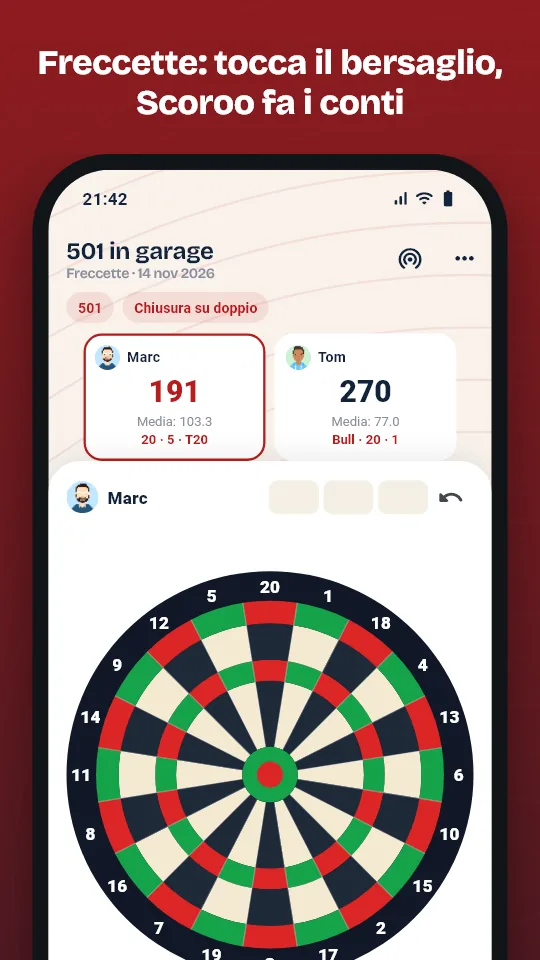 Freccette: tocca il bersaglio,
Scoroo fa i conti
21:42
501 in garage
Freccette · 14 nov 2026
501
Chiusura su doppio
Marc
191
Media: 103.3
20 · 5 · T20
Tom
270
Media: 77.0
Bull · 20 · 1
Marc
20
1
18
4
13
6
10
15
2
17
19
7
16
8
11
14
9
12
5